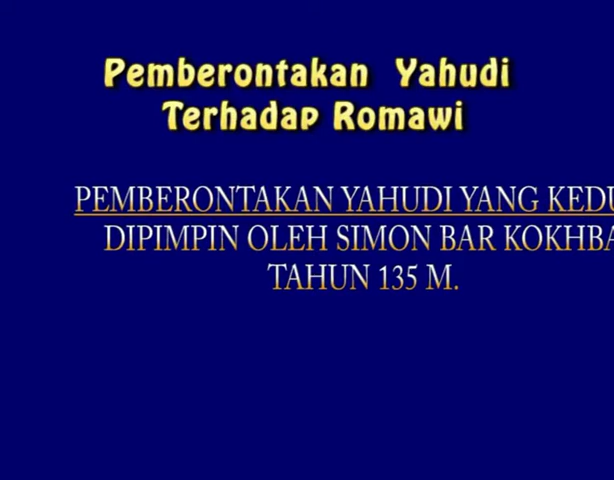 Pemberontakan Yahudi
Terhadap Romawi
PEMBERONTAKAN YAHUDI YANG KEDU
DIPIMPIN OLEH SIMON BAR KOKHBA
TAHUN 135 M.